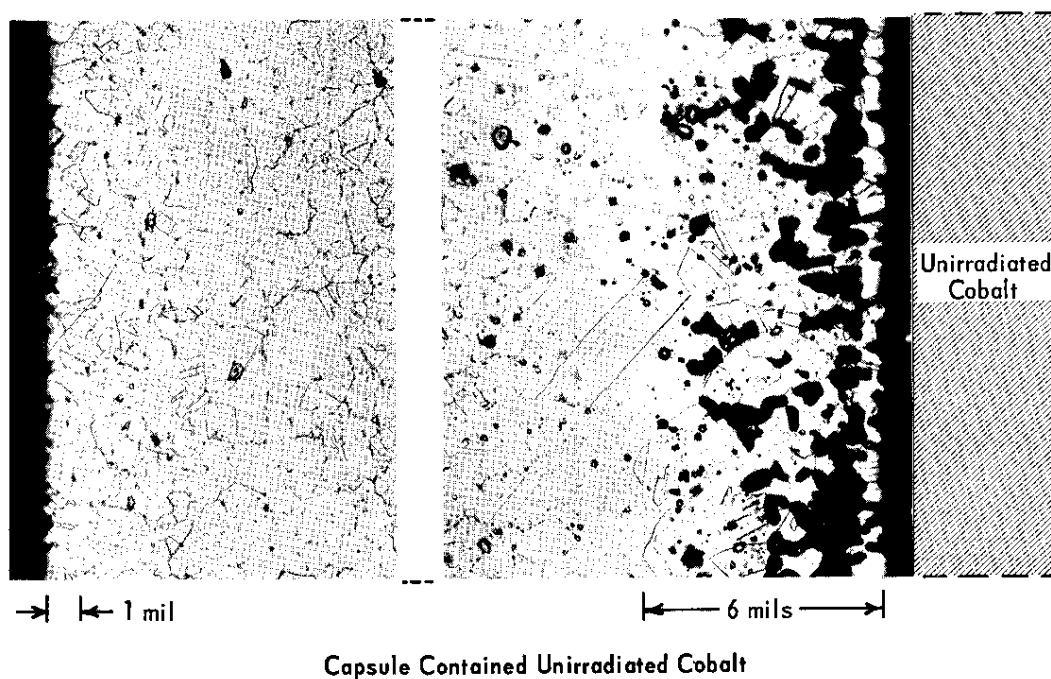 Unirradiated
Cobalt
1 mil
6 mils
Capsule Contained Unirradiated Cobalt